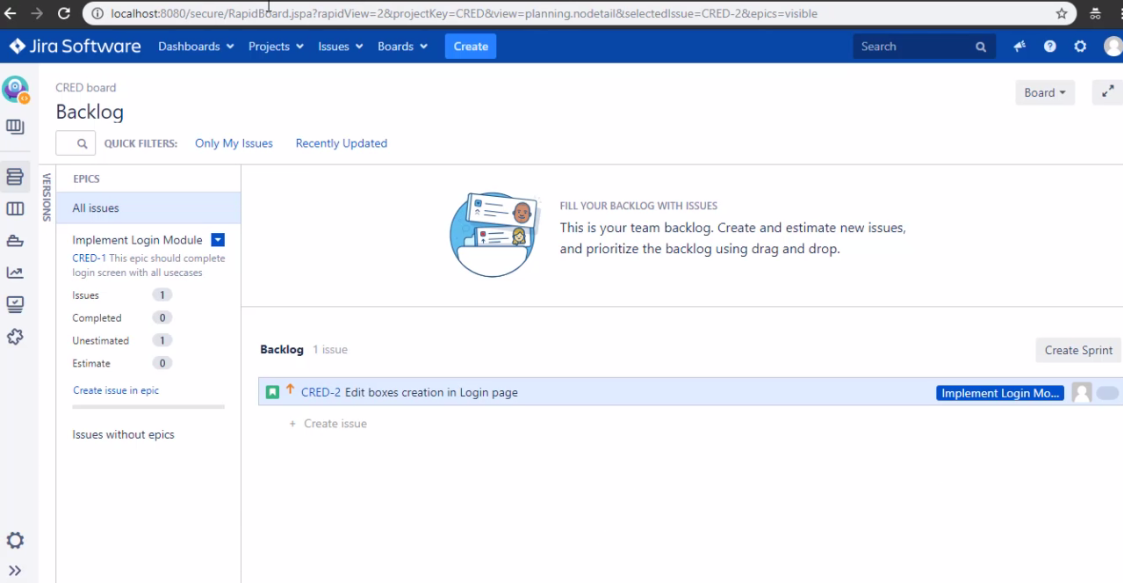 localhost:8080/secure/RapidBoard.jspa?rapidView=2&projectKey=CRED&view=planning.nodetail&selectedIssue=CRED-2&epics=visible
Jira Software Dashboards Projects Issues Boards Create Search
CRED board
Board
Backlog
QUICK FILTERS: Only My Issues Recently Updated
VERSIONS
EPICS
All issues
Implement Login Module
CRED-1 This epic should complete
login screen with all usecases
Issues 1
Completed 0
Unestimated 1
Estimate 0
Create issue in epic
Issues without epics
FILL YOUR BACKLOG WITH ISSUES
This is your team backlog. Create and estimate new issues,
and prioritize the backlog using drag and drop.
Backlog 1 issue
Create Sprint
CRED-2 Edit boxes creation in Login page Implement Login Mo...
+ Create issue